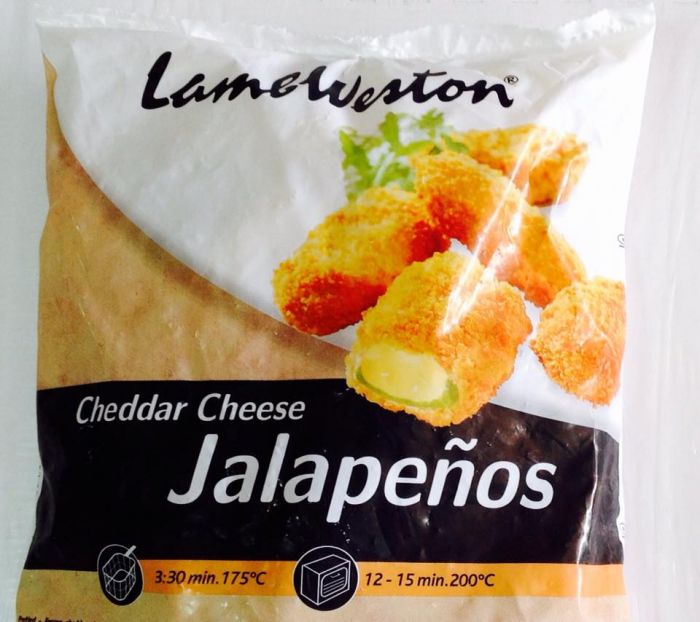 LambWeston®
Cheddar Cheese
Jalapeños
3:30 min. 175°C
12 - 15 min. 200°C